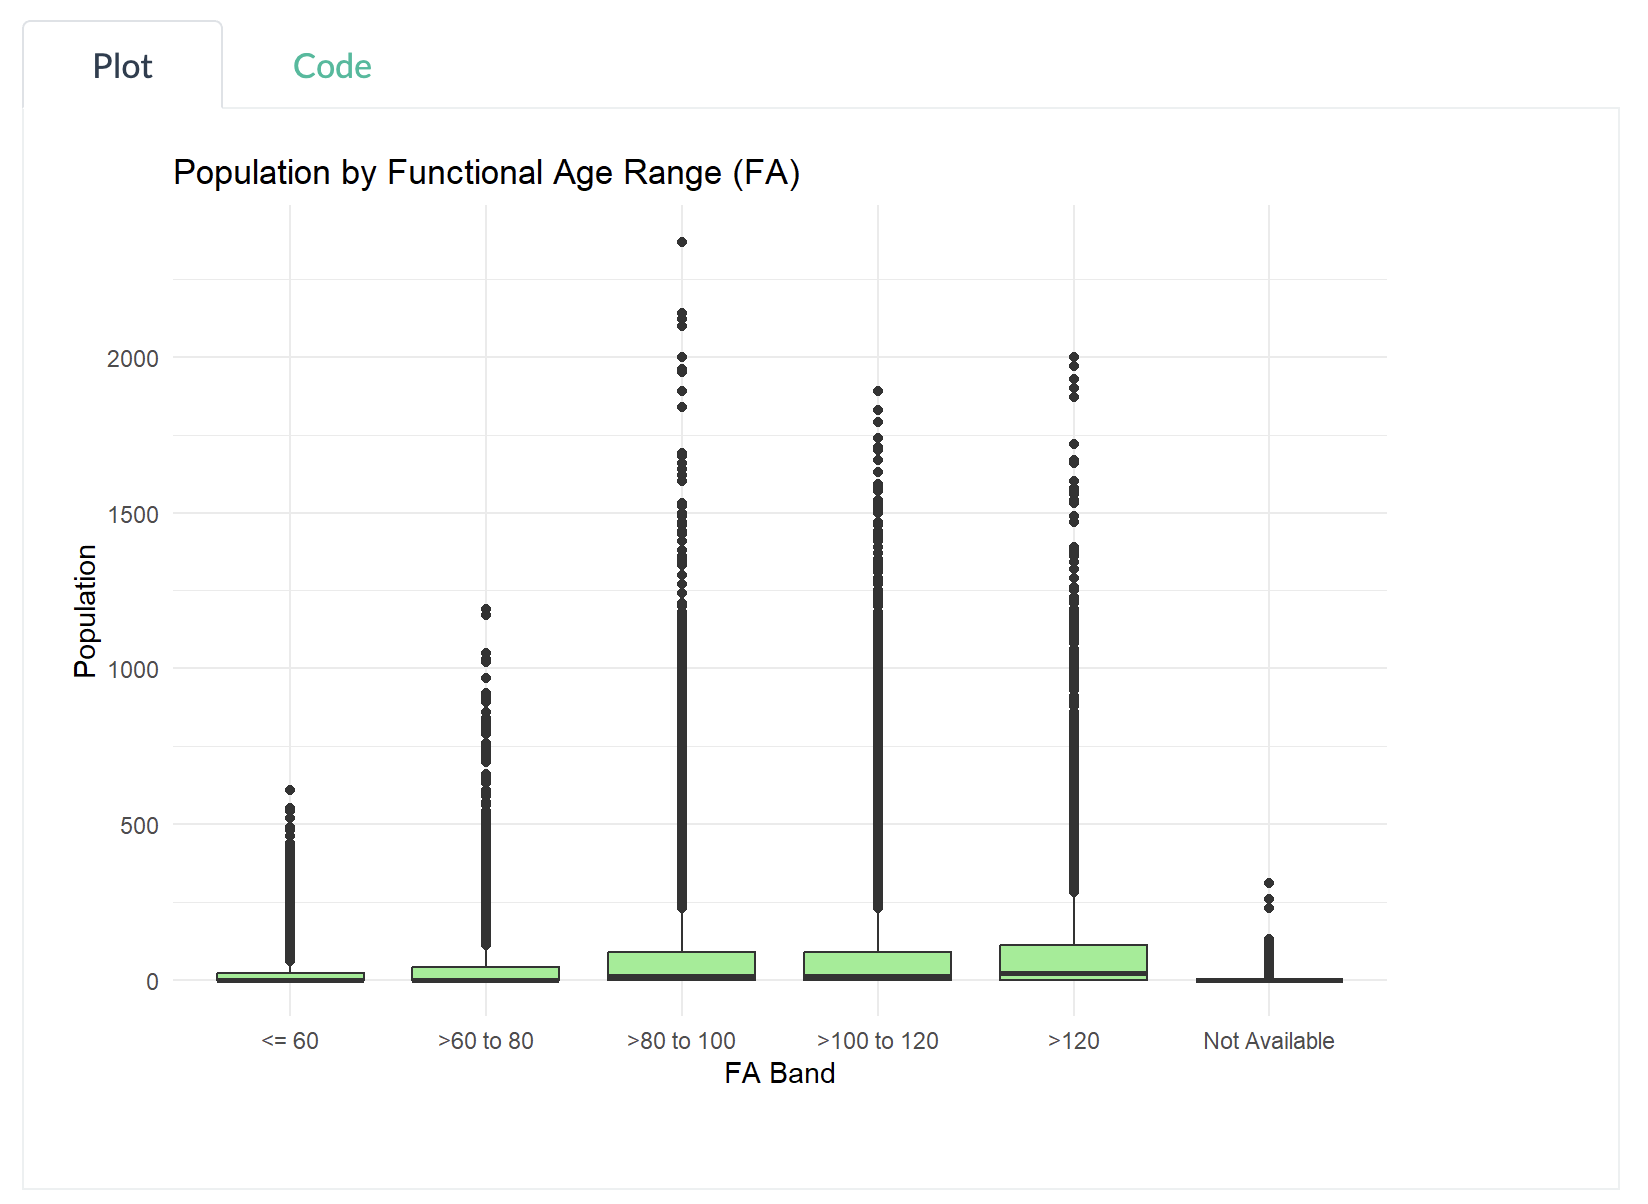 Plot Code
Population by Functional Age Range (FA)
Population
2000
1500
1000
500
0
<= 60 >60 to 80 >80 to 100 >100 to 120 >120 Not Available
FA Band